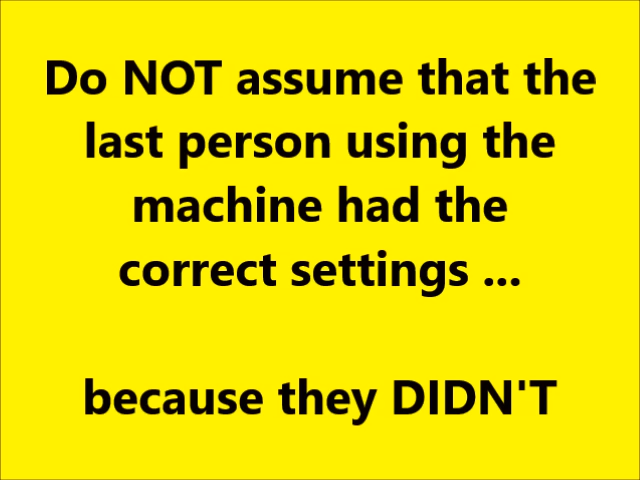 Do NOT assume that the
last person using the
machine had the
correct settings ...
because they DIDN'T